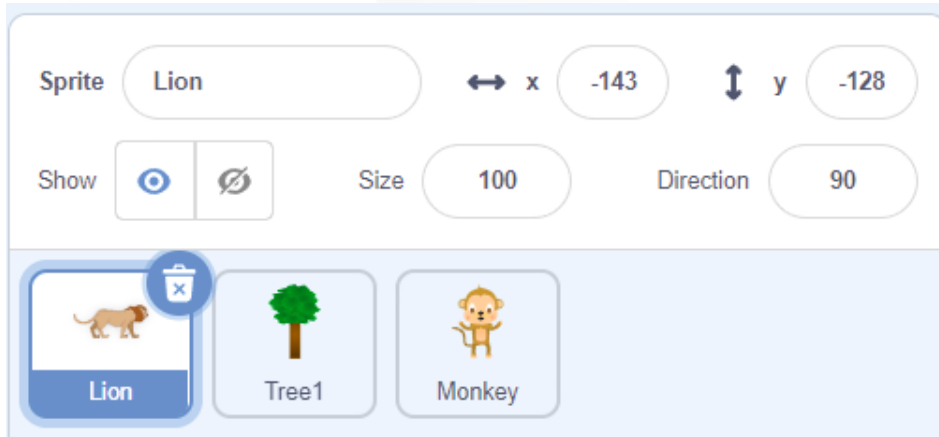 Sprite Lion x -143 y -128
Show Size 100 Direction 90
Lion Tree1 Monkey